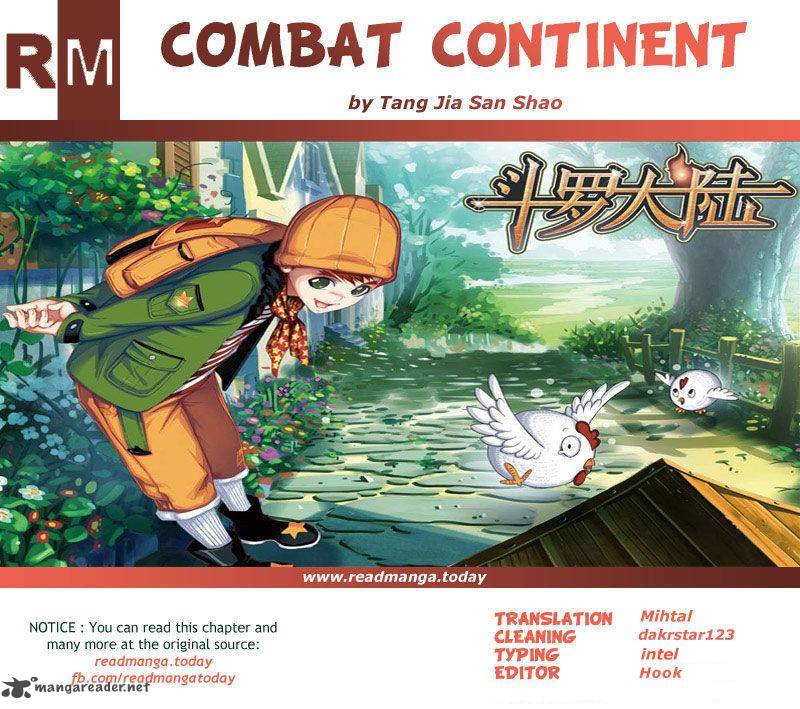 RM
COMBAT CONTINENT
by Tang Jia San Shao
斗罗大陆
www.readmanga.today
NOTICE : You can read this chapter and
many more at the original source:
readmanga.today
fb.com/readmangatoday
mangareader.net
TRANSLATION Mihtal
CLEANING dakrstar123
TYPING intel
EDITOR Hook